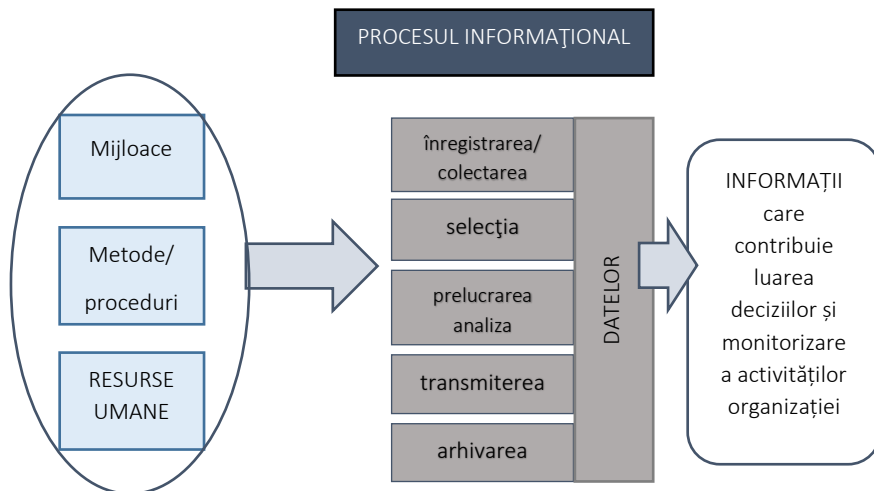 PROCESUL INFORMAŢIONAL
Mijloace
Metode/
proceduri
RESURSE
UMANE
înregistrarea/
colectarea
selecţia
prelucrarea
analiza
transmiterea
arhivarea
DATELOR
INFORMAȚII
care
contribuie
luarea
deciziilor și
monitorizare
a activităților
organizației